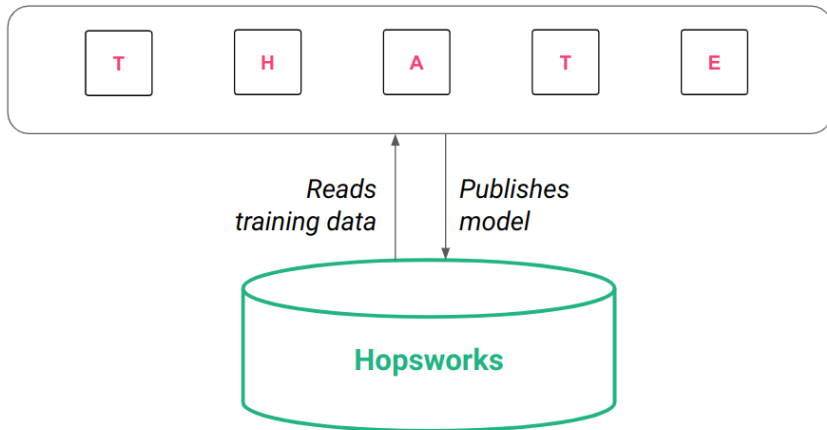 T H A T E
Reads Publishes
training data model
Hopsworks